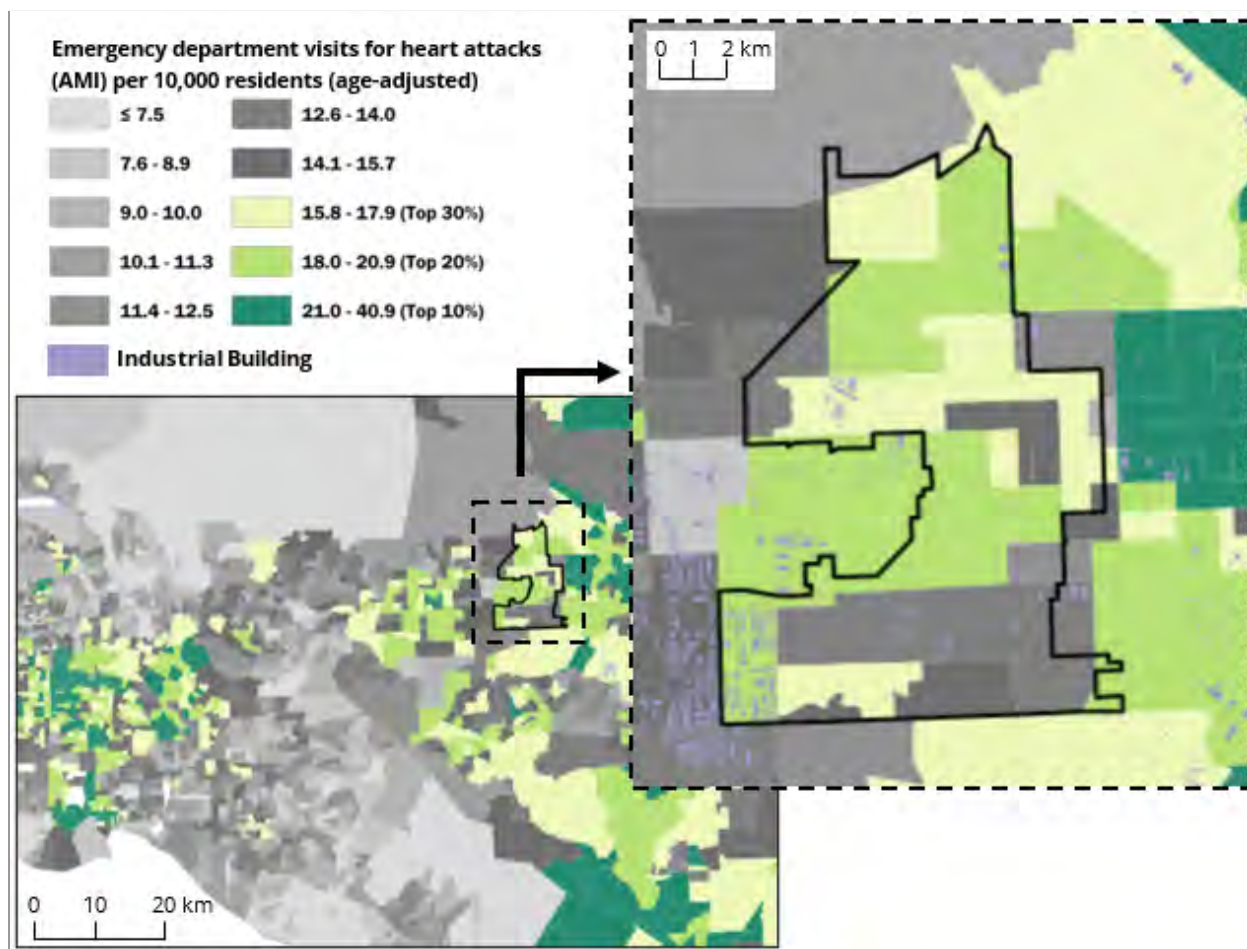 Emergency department visits for heart attacks
(AMI) per 10,000 residents (age-adjusted)
≤ 7.5
12.6 - 14.0
7.6 - 8.9
14.1 - 15.7
9.0 - 10.0
15.8 - 17.9 (Top 30%)
10.1 - 11.3
18.0 - 20.9 (Top 20%)
11.4 - 12.5
21.0 - 40.9 (Top 10%)
Industrial Building
0 1 2 km
0 10 20 km